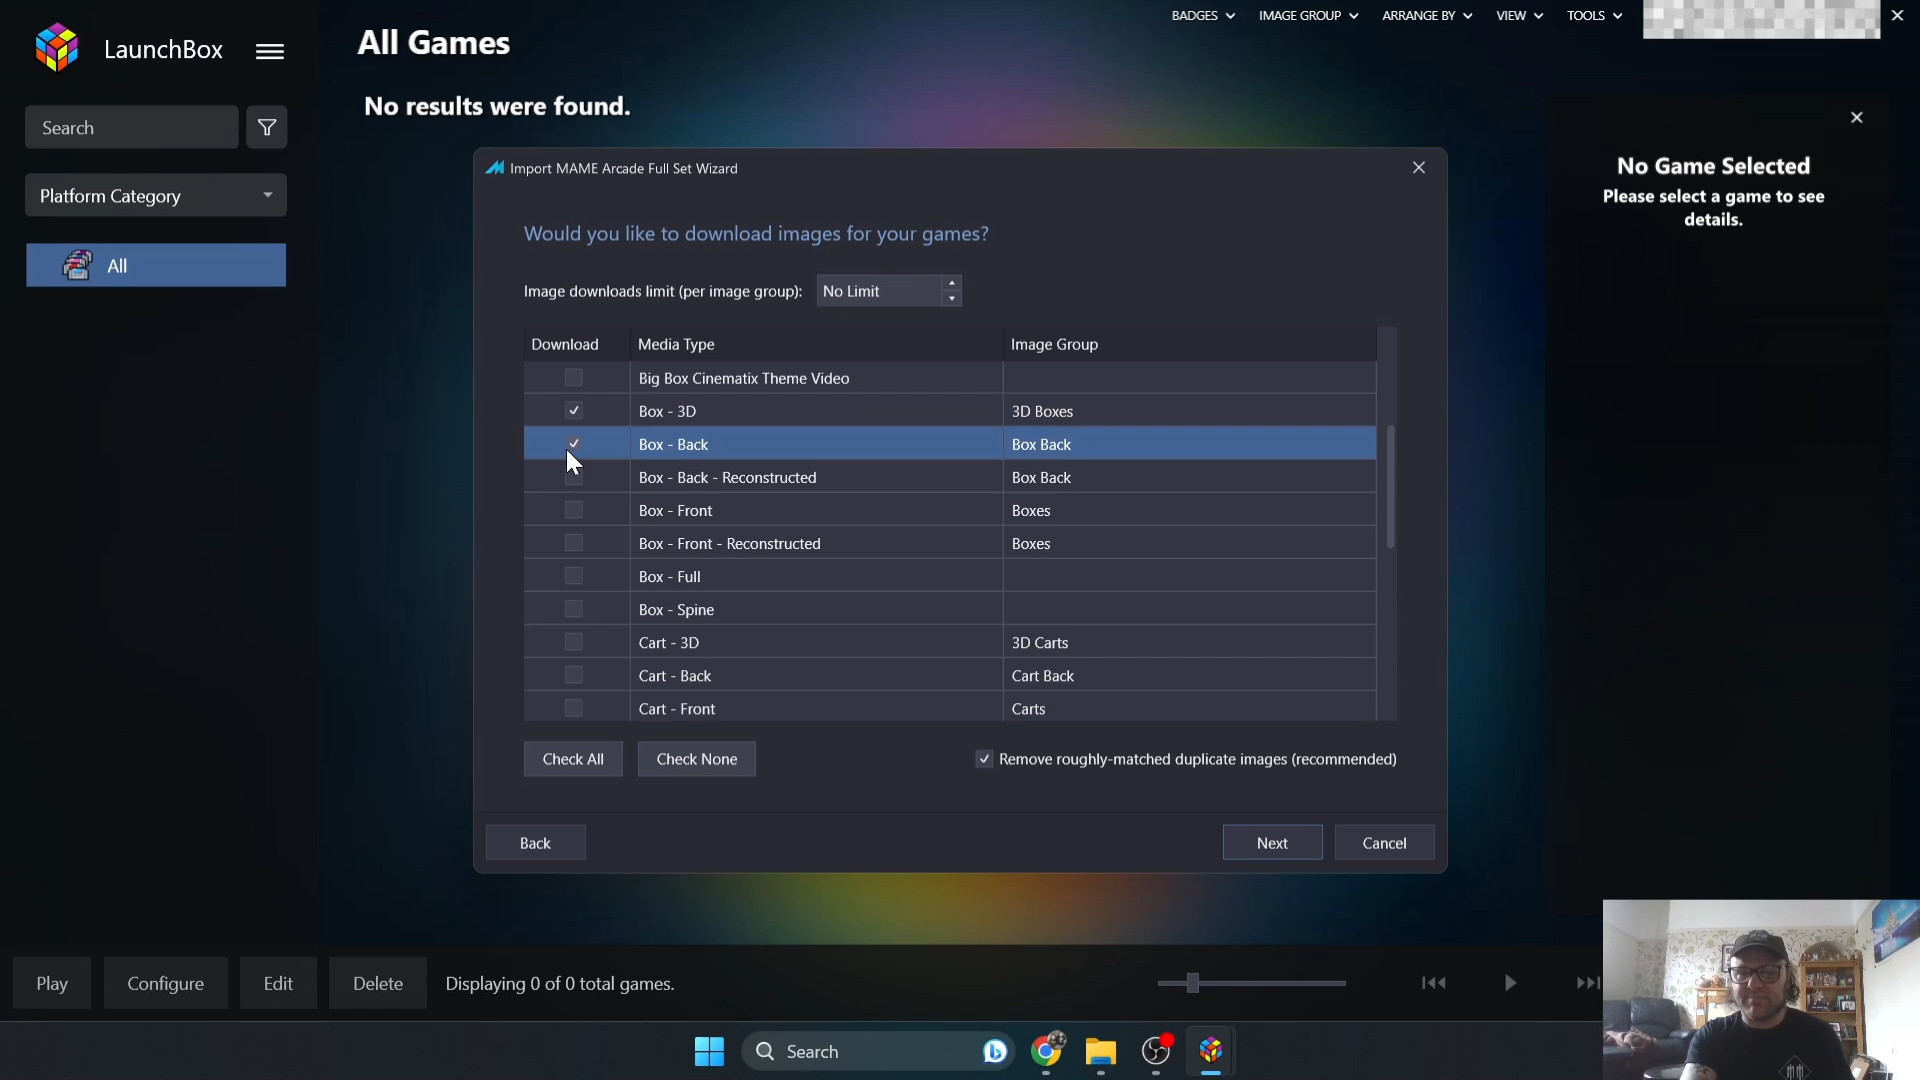 LaunchBox
All Games
BADGES
IMAGE GROUP
ARRANGE BY
VIEW
TOOLS
No results were found.
Search
Platform Category
All
Import MAME Arcade Full Set Wizard
Would you like to download images for your games?
Image downloads limit (per image group): No Limit
Download Media Type Image Group
Big Box Cinematix Theme Video
Box - 3D 3D Boxes
Box - Back Box Back
Box - Back - Reconstructed Box Back
Box - Front Boxes
Box - Front - Reconstructed Boxes
Box - Full
Box - Spine
Cart - 3D 3D Carts
Cart - Back Cart Back
Cart - Front Carts
Check All Check None Remove roughly-matched duplicate images (recommended)
Back Next Cancel
No Game Selected
Please select a game to see
details.
Play Configure Edit Delete Displaying 0 of 0 total games.
Search